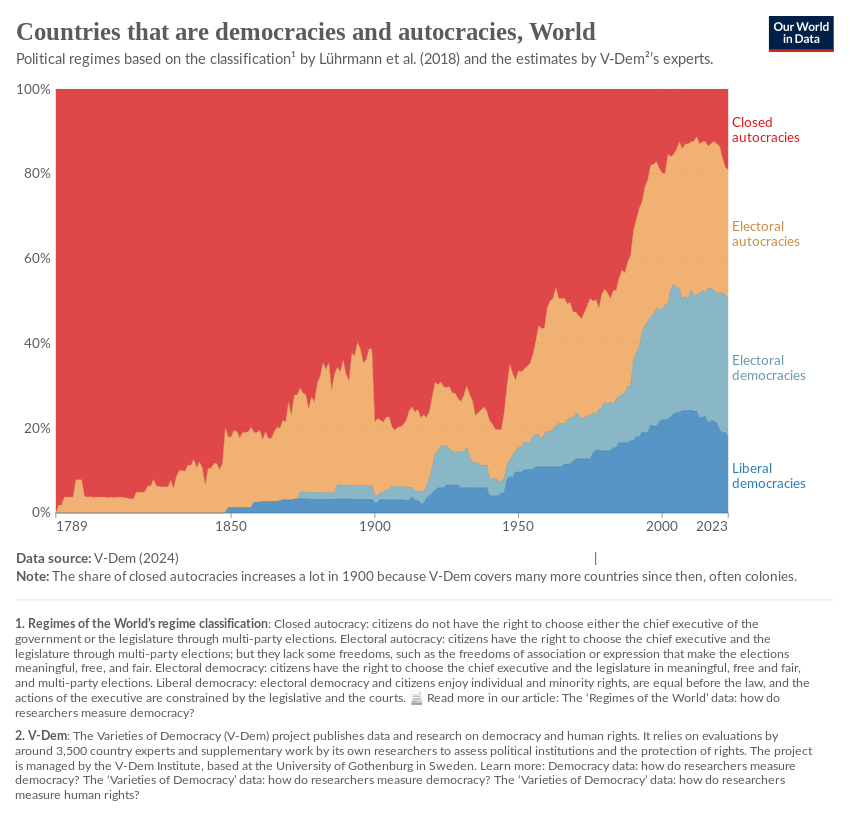 Countries that are democracies and autocracies, World
Our World
in Data
Political regimes based on the classification¹ by Lührmann et al. (2018) and the estimates by V-Dem²'s experts.
100%
80%
60%
40%
20%
0%
Closed
autocracies
Electoral
autocracies
Electoral
democracies
Liberal
democracies
1789
1850
1900
1950
2000
2023
Data source: V-Dem (2024) |
Note: The share of closed autocracies increases a lot in 1900 because V-Dem covers many more countries since then, often colonies.
1. Regimes of the World's regime classification: Closed autocracy: citizens do not have the right to choose either the chief executive of the
government or the legislature through multi-party elections. Electoral autocracy: citizens have the right to choose the chief executive and the
legislature through multi-party elections; but they lack some freedoms, such as the freedoms of association or expression that make the elections
meaningful, free, and fair. Electoral democracy: citizens have the right to choose the chief executive and the legislature in meaningful, free and fair,
and multi-party elections. Liberal democracy: electoral democracy and citizens enjoy individual and minority rights, are equal before the law, and the
actions of the executive are constrained by the legislative and the courts. Read more in our article: The 'Regimes of the World' data: how do
researchers measure democracy?
2. V-Dem: The Varieties of Democracy (V-Dem) project publishes data and research on democracy and human rights. It relies on evaluations by
around 3,500 country experts and supplementary work by its own researchers to assess political institutions and the protection of rights. The project
is managed by the V-Dem Institute, based at the University of Gothenburg in Sweden. Learn more: Democracy data: how do researchers measure
democracy? The 'Varieties of Democracy' data: how do researchers measure democracy? The 'Varieties of Democracy' data: how do researchers
measure human rights?